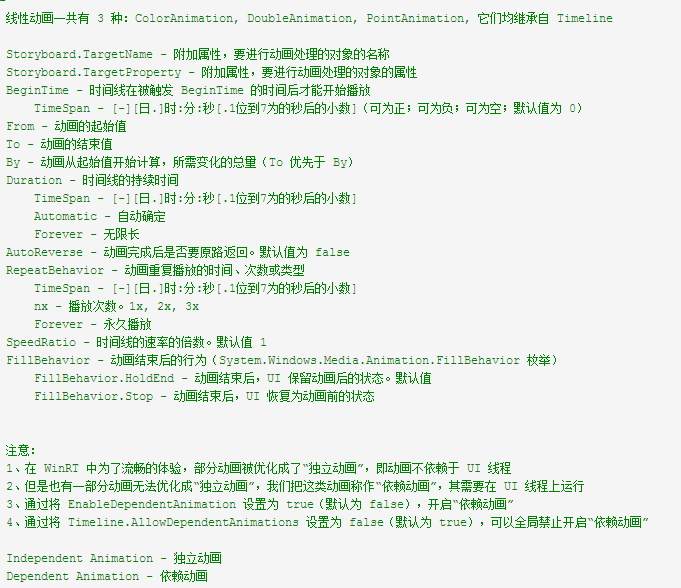 线性动画一共有 3 种：ColorAnimation, DoubleAnimation, PointAnimation, 它们均继承自 Timeline
Storyboard.TargetName - 附加属性，要进行动画处理的对象的名称
Storyboard.TargetProperty - 附加属性，要进行动画处理的对象的属性
BeginTime - 时间线在被触发 BeginTime 的时间后才能开始播放
TimeSpan - [-][日.]时:分:秒[.1位到7为的秒后的小数]（可为正；可为负；可为空；默认值为 0）
From - 动画的起始值
To - 动画的结束值
By - 动画从起始值开始计算，所需变化的总量（To 优先于 By）
Duration - 时间线的持续时间
TimeSpan - [-][日.]时:分:秒[.1位到7为的秒后的小数]
Automatic - 自动确定
Forever - 无限长
AutoReverse - 动画完成后是否要原路返回。默认值为 false
RepeatBehavior - 动画重复播放的时间、次数或类型
TimeSpan - [-][日.]时:分:秒[.1位到7为的秒后的小数]
nx - 播放次数。1x, 2x, 3x
Forever - 永久播放
SpeedRatio - 时间线的速率的倍数。默认值 1
FillBehavior - 动画结束后的行为（System.Windows.Media.Animation.FillBehavior 枚举）
FillBehavior.HoldEnd - 动画结束后，UI 保留动画后的状态。默认值
FillBehavior.Stop - 动画结束后，UI 恢复为动画前的状态
注意：
1、在 WinRT 中为了流畅的体验，部分动画被优化成了“独立动画”，即动画不依赖于 UI 线程
2、但是也有一部分动画无法优化成“独立动画”，我们把这类动画称作“依赖动画”，其需要在 UI 线程上运行
3、通过将 EnableDependentAnimation 设置为 true（默认为 false），开启“依赖动画”
4、通过将 Timeline.AllowDependentAnimations 设置为 false（默认为 true），可以全局禁止开启“依赖动画”
Independent Animation - 独立动画
Dependent Animation - 依赖动画